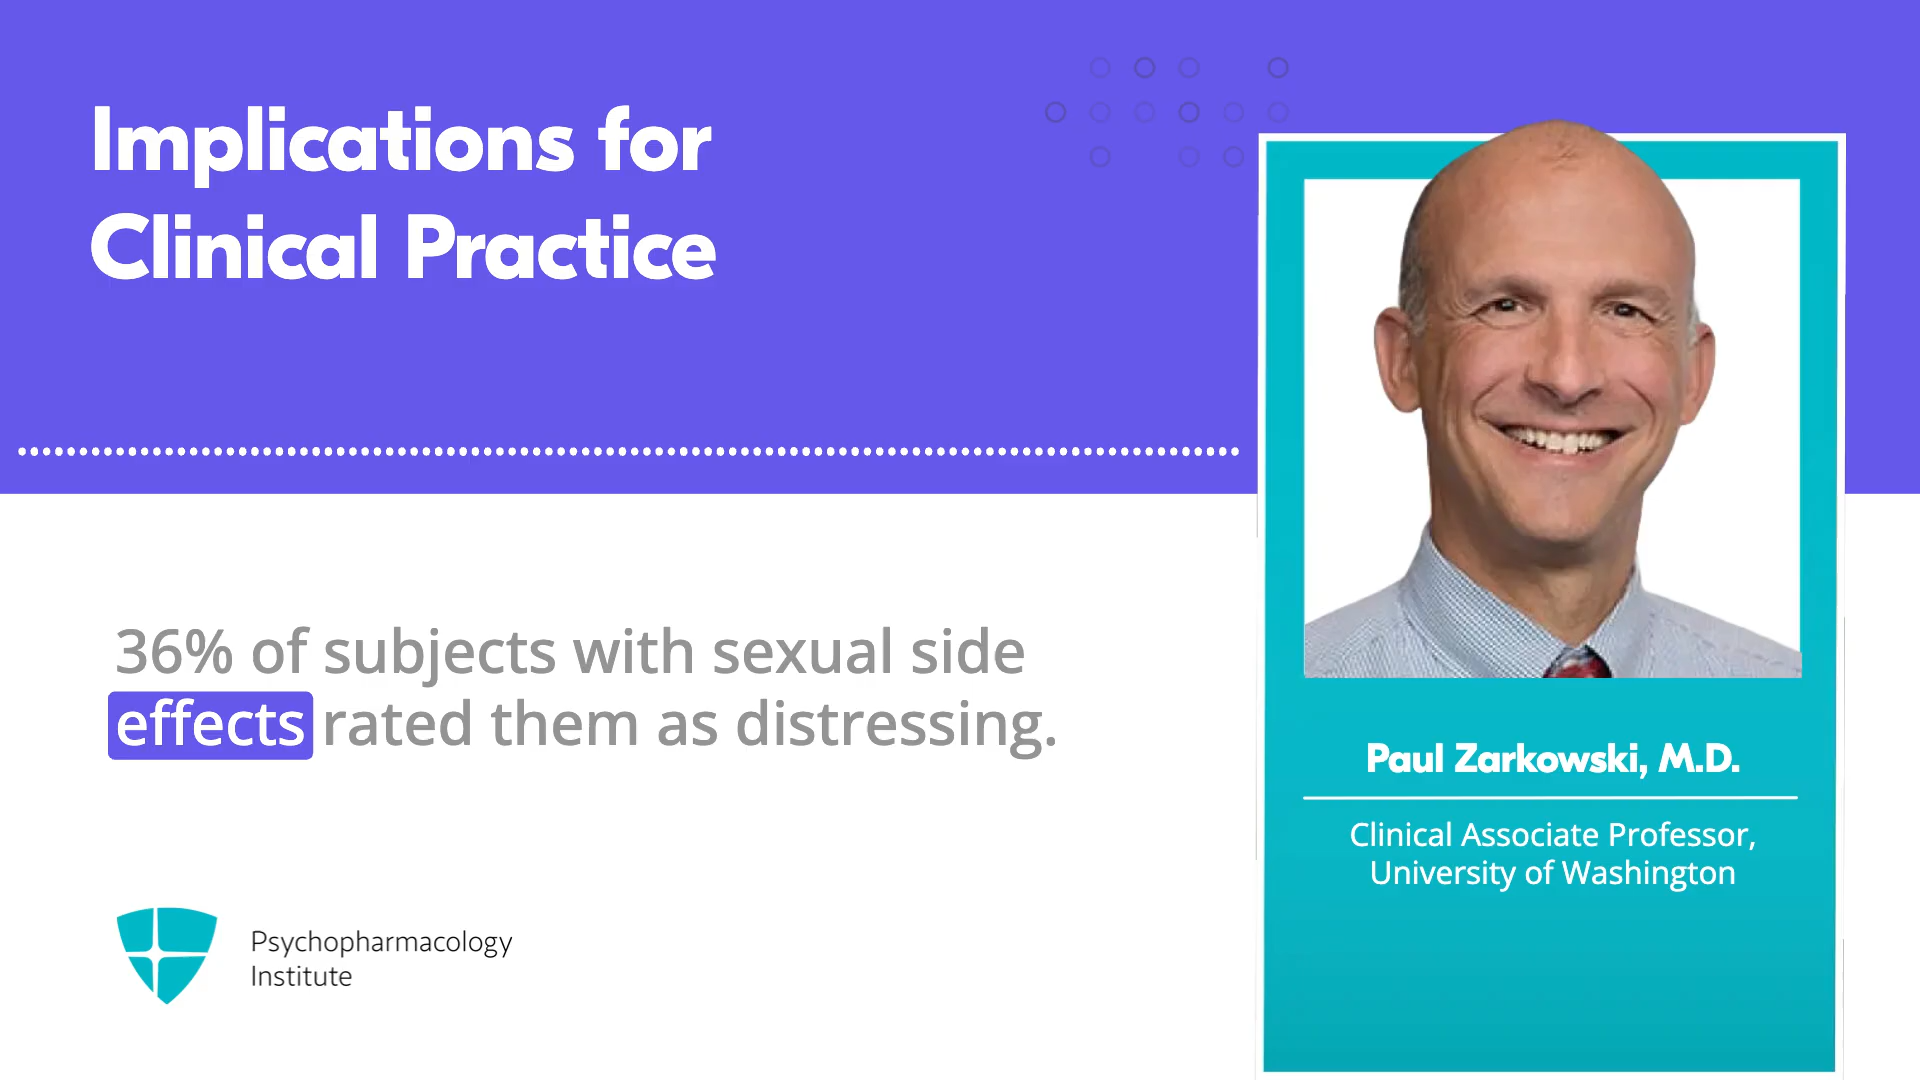 Implications for
Clinical Practice
36% of subjects with sexual side
effects rated them as distressing.
Psychopharmacology
Institute
Paul Zarkowski, M.D.
Clinical Associate Professor,
University of Washington